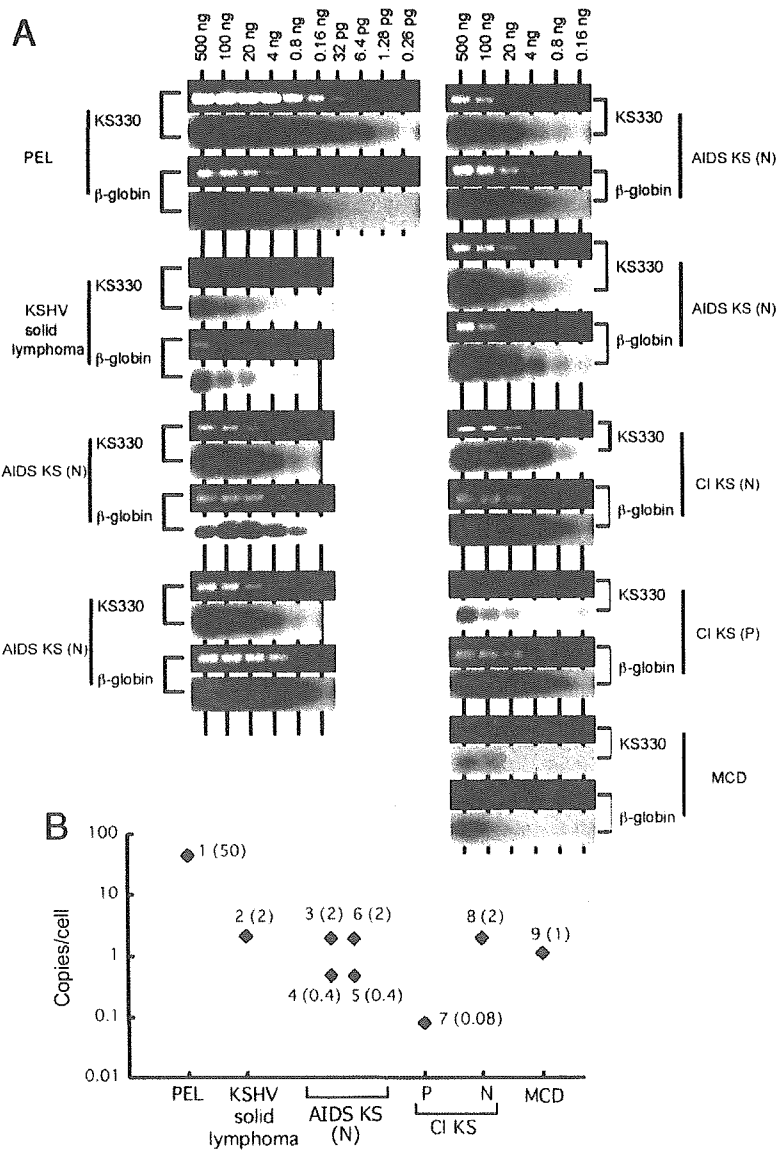 A
500 ng 100 ng 20 ng 4 ng 0.8 ng 0.16 ng 32 pg 6.4 pg 1.28 pg 0.26 pg
PEL
KS330
β-globin
KSHV
solid
lymphoma
KS330
β-globin
AIDS KS (N)
KS330
β-globin
AIDS KS (N)
KS330
β-globin
500 ng 100 ng 20 ng 4 ng 0.8 ng 0.16 ng
KS330
β-globin
AIDS KS (N)
KS330
β-globin
AIDS KS (N)
KS330
β-globin
Cl KS (N)
KS330
β-globin
Cl KS (P)
KS330
β-globin
MCD
B
Copies/cell
100
10
1
0.1
0.01
1 (50)
2 (2)
3 (2) 6 (2)
4 (0.4) 5 (0.4)
7 (0.08)
8 (2)
9 (1)
PEL
KSHV
solid
lymphoma
AIDS KS
(N)
P N
Cl KS
MCD